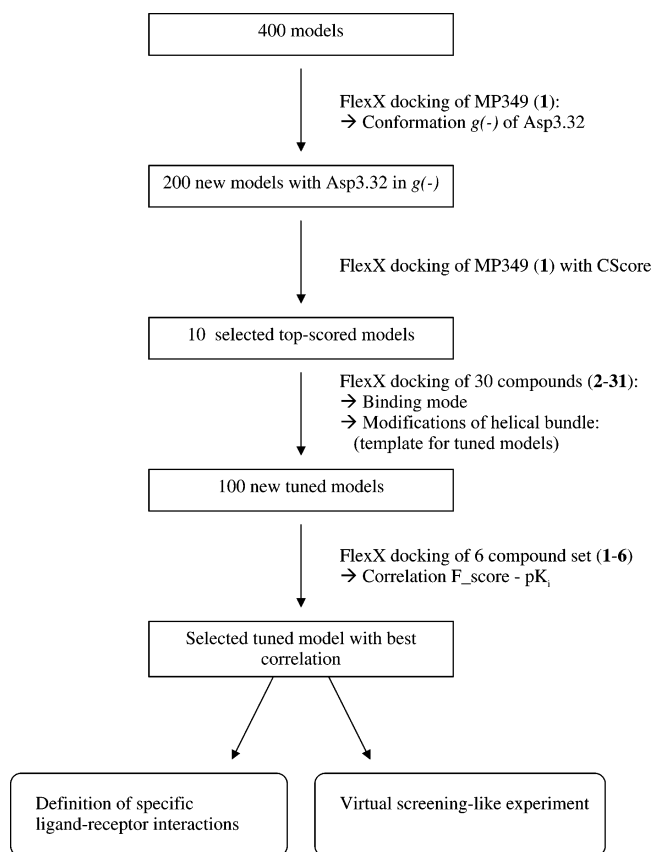 400 models
FlexX docking of MP349 (1):
→ Conformation g(-) of Asp3.32
200 new models with Asp3.32 in g(-)
FlexX docking of MP349 (1) with CScore
10 selected top-scored models
FlexX docking of 30 compounds (2-31):
→ Binding mode
→ Modifications of helical bundle:
(template for tuned models)
100 new tuned models
FlexX docking of 6 compound set (1-6)
→ Correlation F_score - pKi
Selected tuned model with best
correlation
Definition of specific
ligand-receptor interactions
Virtual screening-like experiment